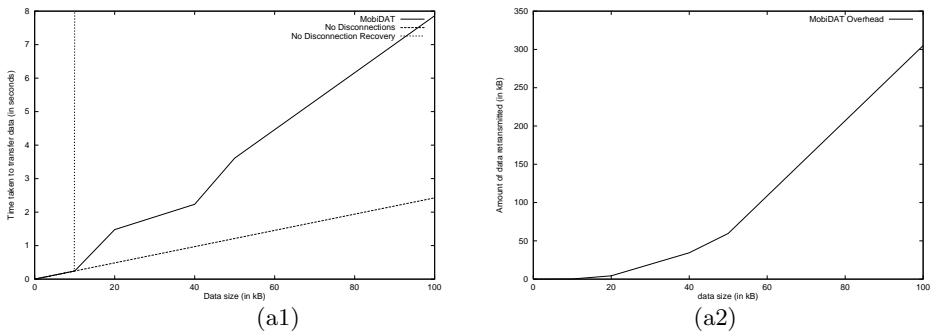 8
7
6
5
4
3
2
1
0
Time taken to transfer data (in seconds)
MobiDAT
No Disconnections
No Disconnection Recovery
0 20 40 60 80 100
Data size (in kB)
(a1)
350
300
250
200
150
100
50
0
Amount of data retransmitted (in kB)
MobiDAT Overhead
0 20 40 60 80 100
data size (in kB)
(a2)